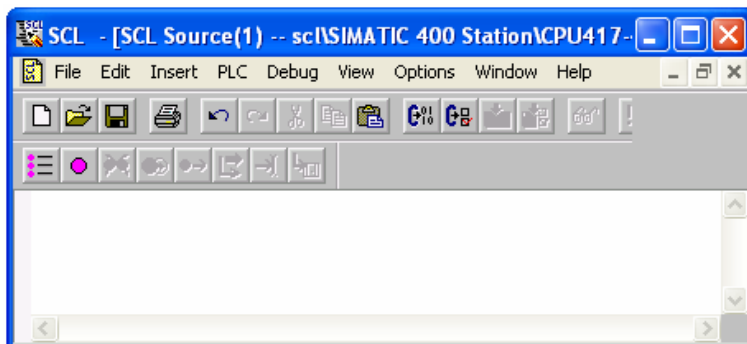 SCL - [SCL Source(1) -- scl\SIMATIC 400 Station\CPU417-
File Edit Insert PLC Debug View Options Window Help